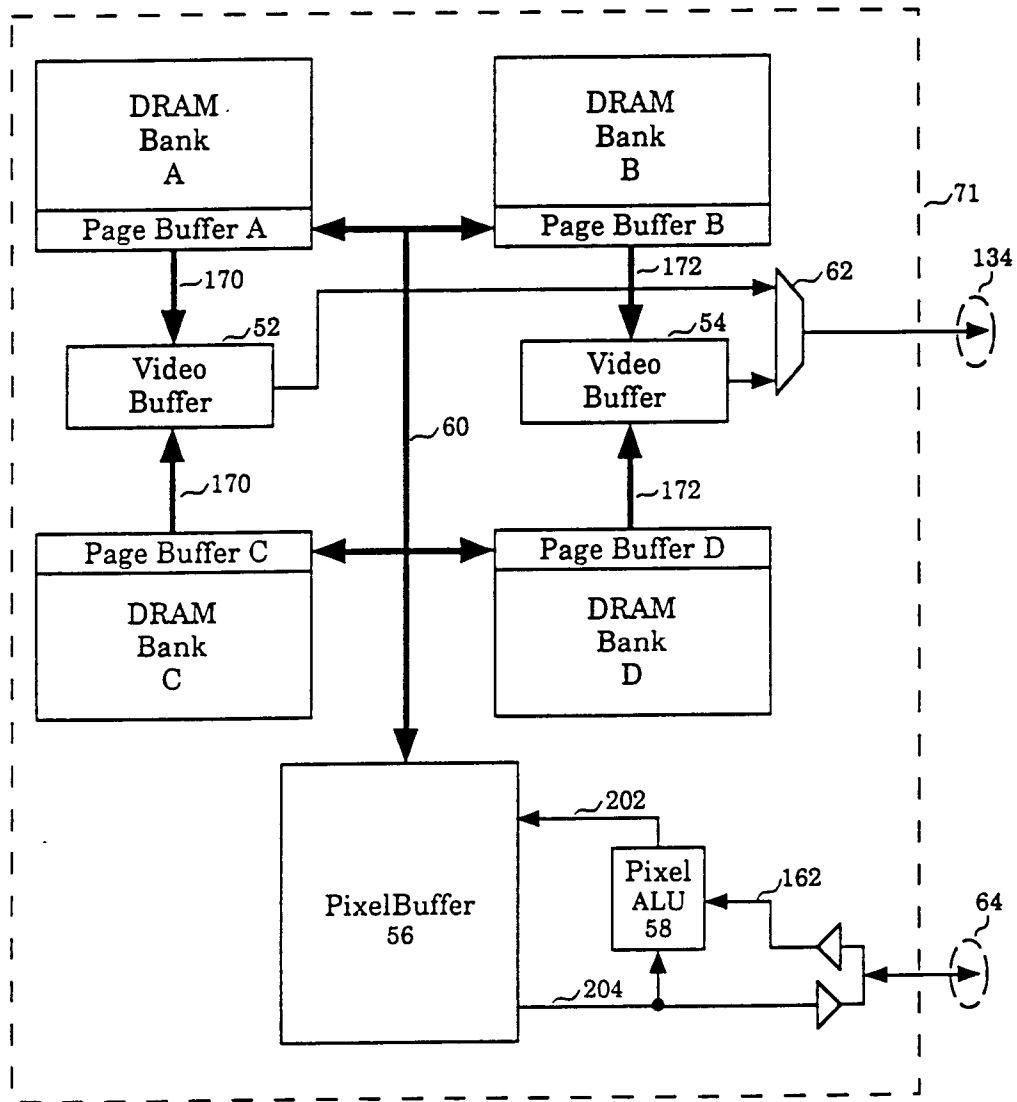 DRAM
Bank
A
Page Buffer A
DRAM
Bank
B
Page Buffer B
71
134
170
172
62
52
Video
Buffer
54
Video
Buffer
60
170
172
Page Buffer C
DRAM
Bank
C
Page Buffer D
DRAM
Bank
D
202
PixelBuffer
56
Pixel
ALU
58
162
64
204